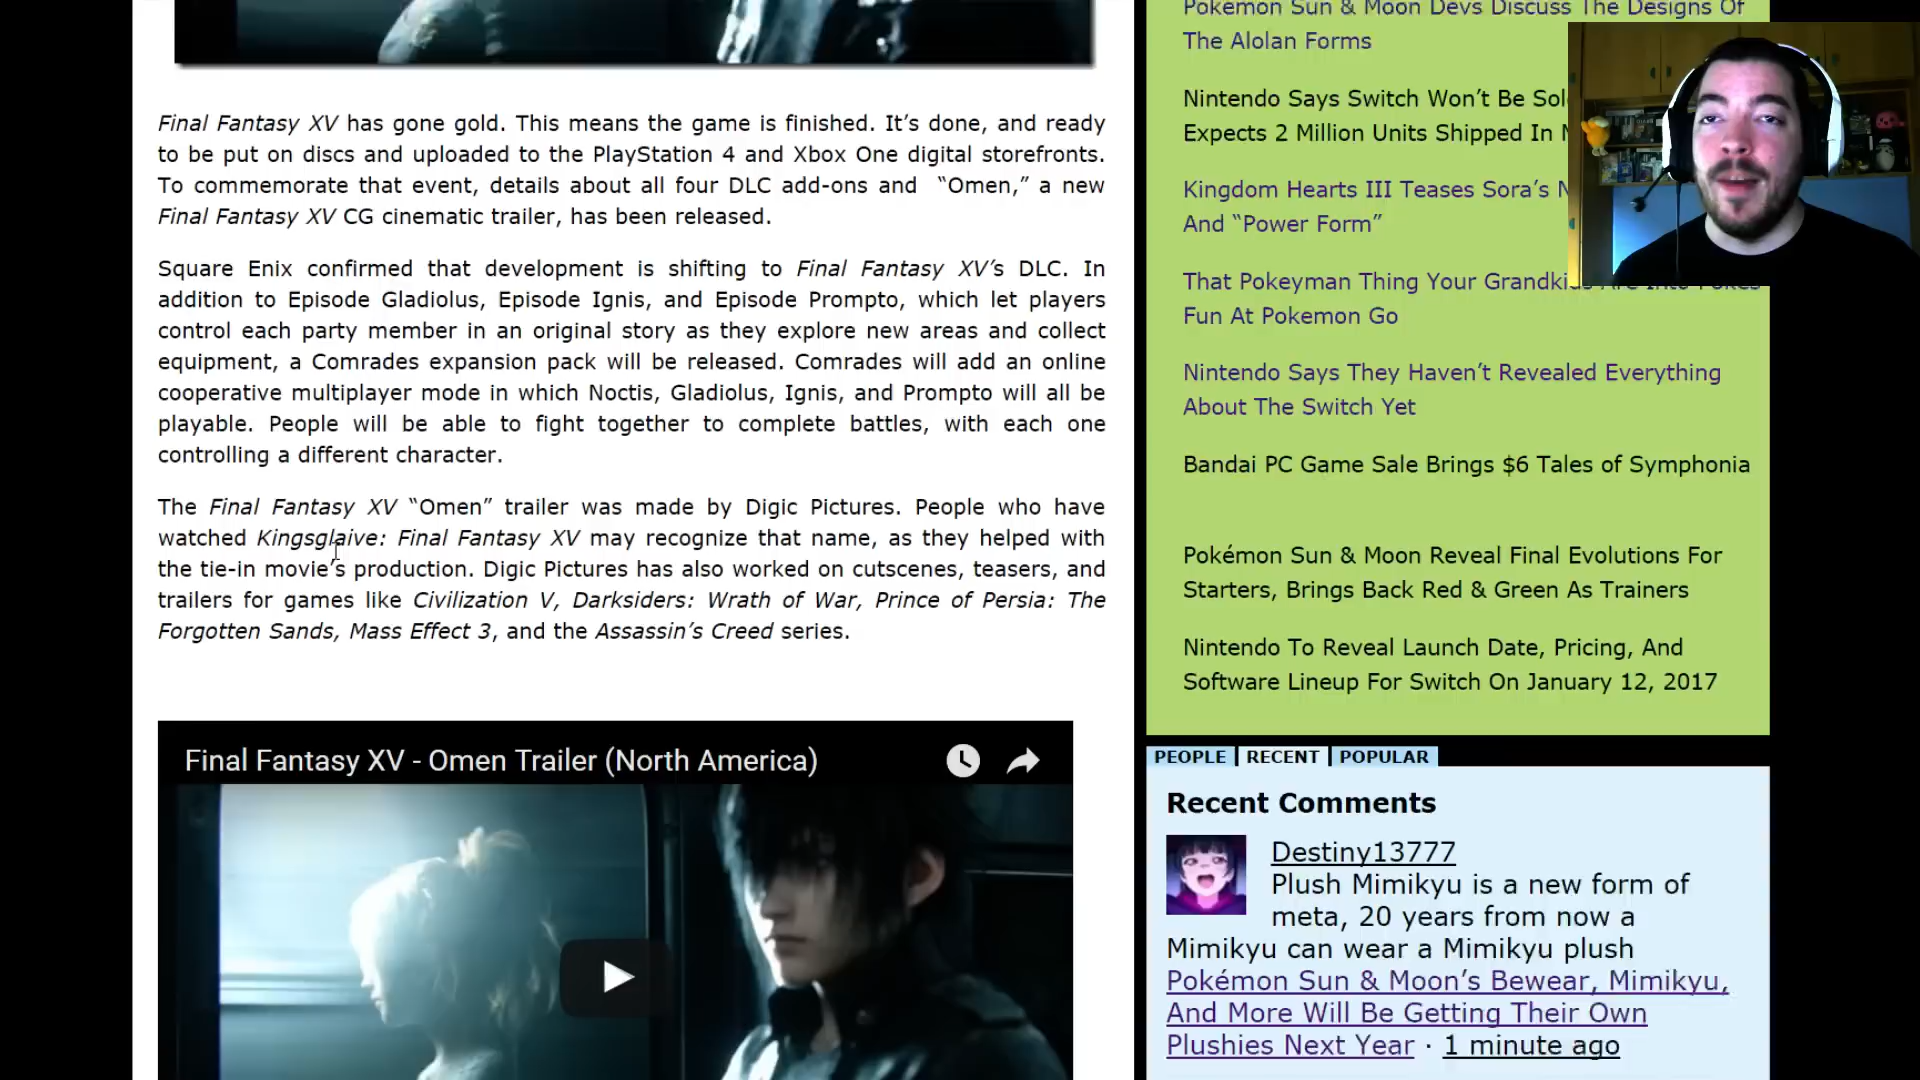 Final Fantasy XV has gone gold. This means the game is finished. It’s done, and ready
to be put on discs and uploaded to the PlayStation 4 and Xbox One digital storefronts.
To commemorate that event, details about all four DLC add-ons and “Omen,” a new
Final Fantasy XV CG cinematic trailer, has been released.
Square Enix confirmed that development is shifting to Final Fantasy XV’s DLC. In
addition to Episode Gladiolus, Episode Ignis, and Episode Prompto, which let players
control each party member in an original story as they explore new areas and collect
equipment, a Comrades expansion pack will be released. Comrades will add an online
cooperative multiplayer mode in which Noctis, Gladiolus, Ignis, and Prompto will all be
playable. People will be able to fight together to complete battles, with each one
controlling a different character.
The Final Fantasy XV “Omen” trailer was made by Digic Pictures. People who have
watched Kingsglaive: Final Fantasy XV may recognize that name, as they helped with
the tie-in movie’s production. Digic Pictures has also worked on cutscenes, teasers, and
trailers for games like Civilization V, Darksiders: Wrath of War, Prince of Persia: The
Forgotten Sands, Mass Effect 3, and the Assassin’s Creed series.
Final Fantasy XV - Omen Trailer (North America)
Pokémon Sun & Moon Devs Discuss The Designs Of
The Alolan Forms
Nintendo Says Switch Won’t Be
Expects 2 Million Units Shipped In
Kingdom Hearts III Teases Sora’s
And “Power Form”
That Pokeyman Thing Your Grandkids Are Into Pokes
Fun At Pokemon Go
Nintendo Says They Haven’t Revealed Everything
About The Switch Yet
Bandai PC Game Sale Brings $6 Tales of Symphonia
Pokémon Sun & Moon Reveal Final Evolutions For
Starters, Brings Back Red & Green As Trainers
Nintendo To Reveal Launch Date, Pricing, And
Software Lineup For Switch On January 12, 2017
PEOPLE RECENT POPULAR
Recent Comments
Destiny13777
Plush Mimikyu is a new form of
meta, 20 years from now a
Mimikyu can wear a Mimikyu plush
Pokémon Sun & Moon’s Bewear, Mimikyu,
And More Will Be Getting Their Own
Plushies Next Year · 1 minute ago